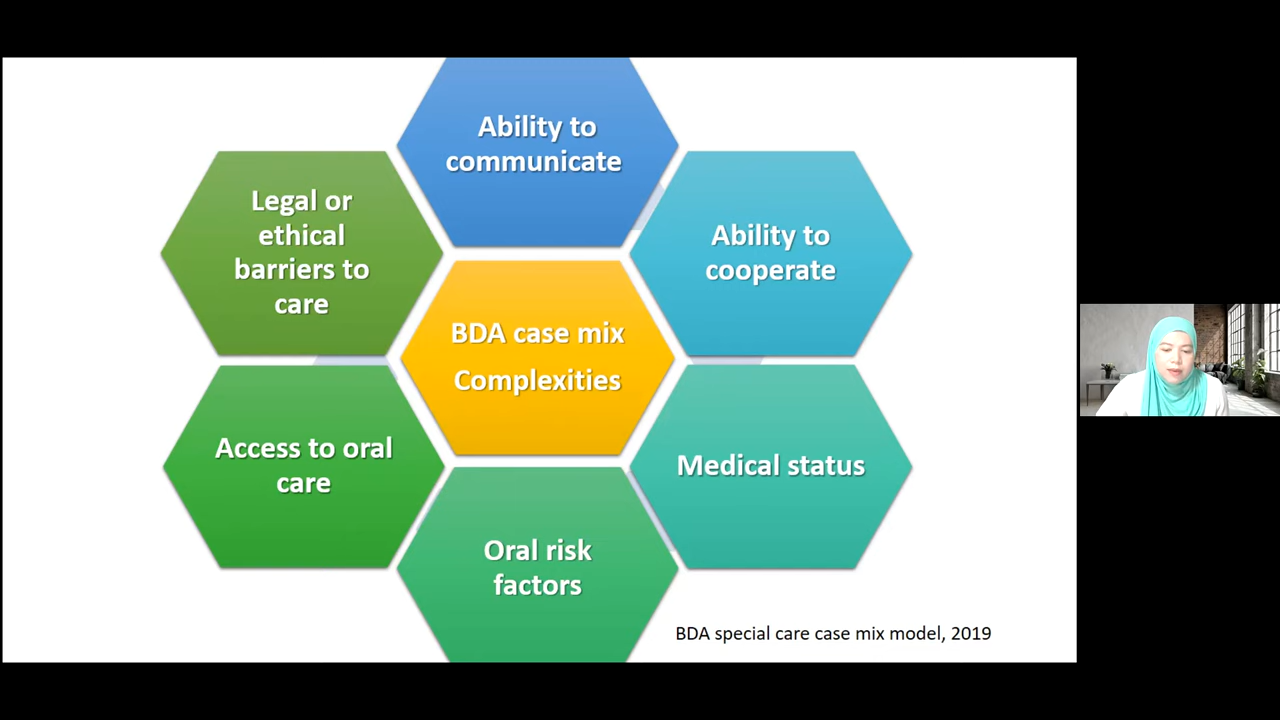 Ability to
communicate
Legal or
ethical
barriers to
care
Ability to
cooperate
BDA case mix
Complexities
Access to oral
care
Medical status
Oral risk
factors
BDA special care case mix model, 2019